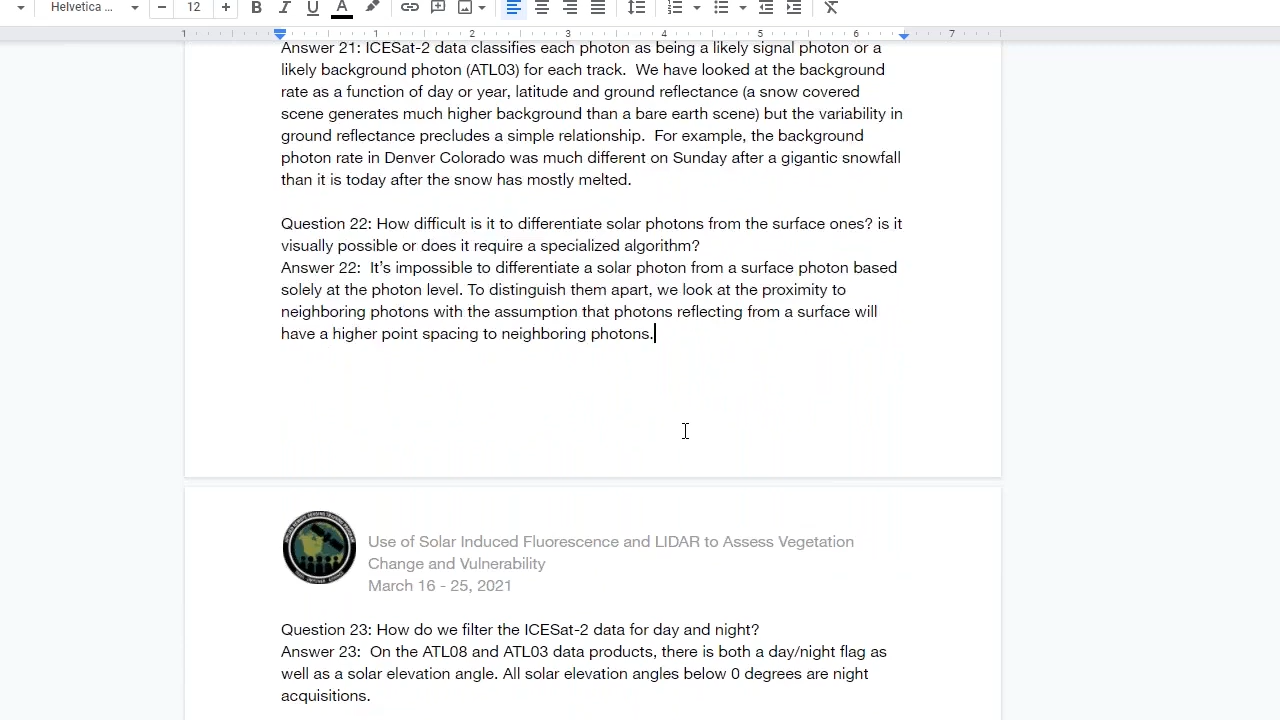 Helvetica ...
12
B I U A
1 1 2 3 4 5 6 7
Answer 21: ICESat-2 data classifies each photon as being a likely signal photon or a
likely background photon (ATL03) for each track.  We have looked at the background
rate as a function of day or year, latitude and ground reflectance (a snow covered
scene generates much higher background than a bare earth scene) but the variability in
ground reflectance precludes a simple relationship.  For example, the background
photon rate in Denver Colorado was much different on Sunday after a gigantic snowfall
than it is today after the snow has mostly melted.
Question 22: How difficult is it to differentiate solar photons from the surface ones? is it
visually possible or does it require a specialized algorithm?
Answer 22:  It’s impossible to differentiate a solar photon from a surface photon based
solely at the photon level. To distinguish them apart, we look at the proximity to
neighboring photons with the assumption that photons reflecting from a surface will
have a higher point spacing to neighboring photons.
Use of Solar Induced Fluorescence and LIDAR to Assess Vegetation
Change and Vulnerability
March 16 - 25, 2021
Question 23: How do we filter the ICESat-2 data for day and night?
Answer 23:  On the ATL08 and ATL03 data products, there is both a day/night flag as
well as a solar elevation angle. All solar elevation angles below 0 degrees are night
acquisitions.